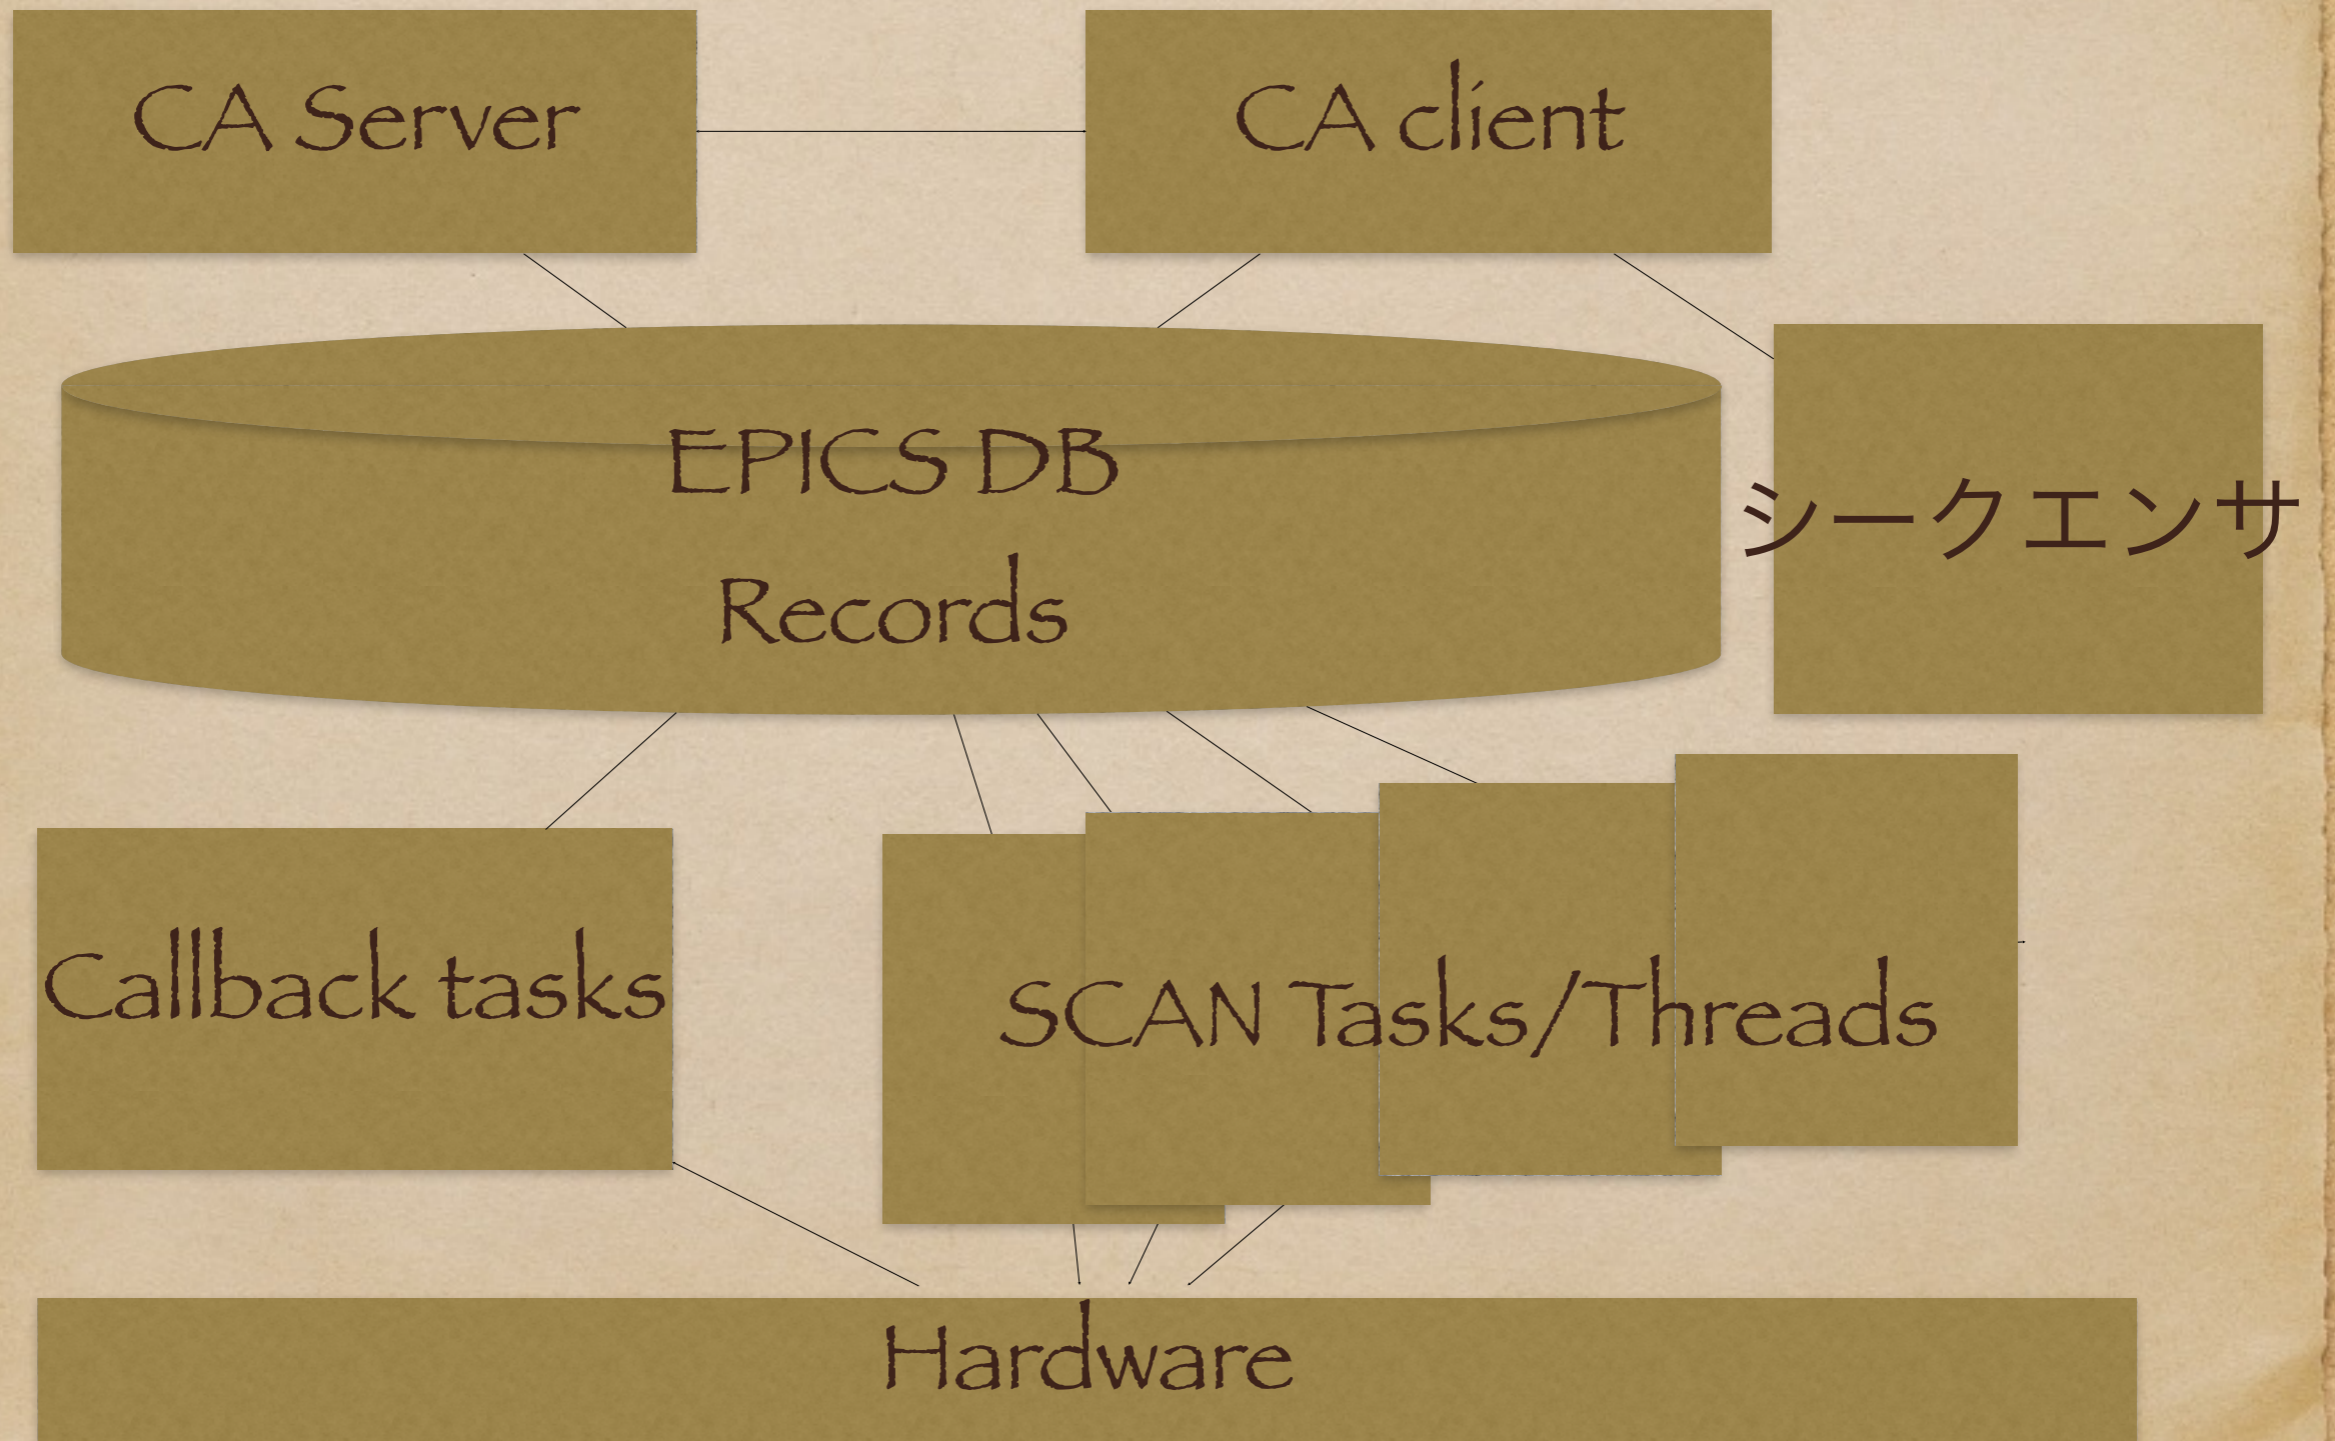 CA Server
CA client
EPICS DB
Records
シークエンサ
Callback tasks
SCAN Tasks/Threads
Hardware